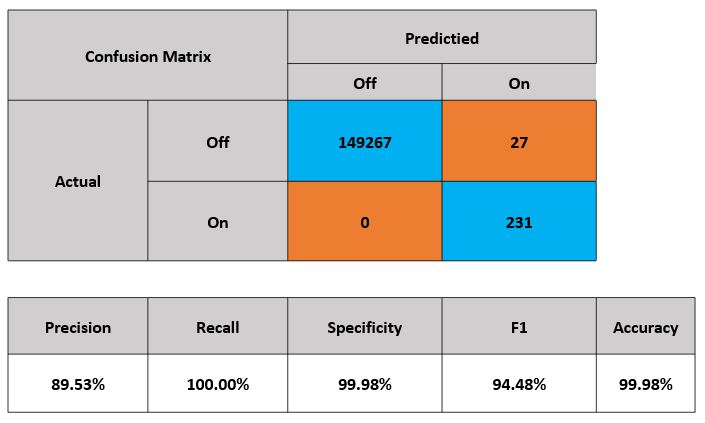 Confusion Matrix
Predictied
Off
On
Actual
Off
149267
27
On
0
231
Precision
Recall
Specificity
F1
Accuracy
89.53%
100.00%
99.98%
94.48%
99.98%